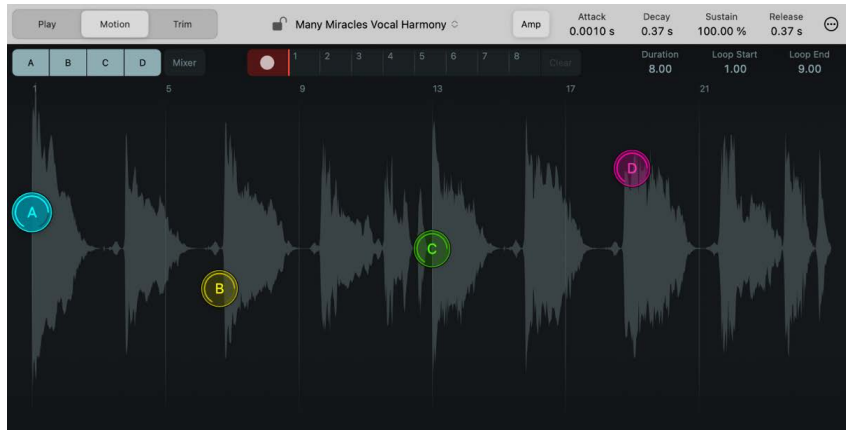 Play Motion Trim Many Miracles Vocal Harmony Amp Attack Decay Sustain Release
0.0010 s 0.37 s 100.00 % 0.37 s
A B C D Mixer 1 2 3 4 5 6 7 8 Clear Duration Loop Start Loop End
8.00 1.00 9.00
1 5 9 13 17 21
D
A
C
B